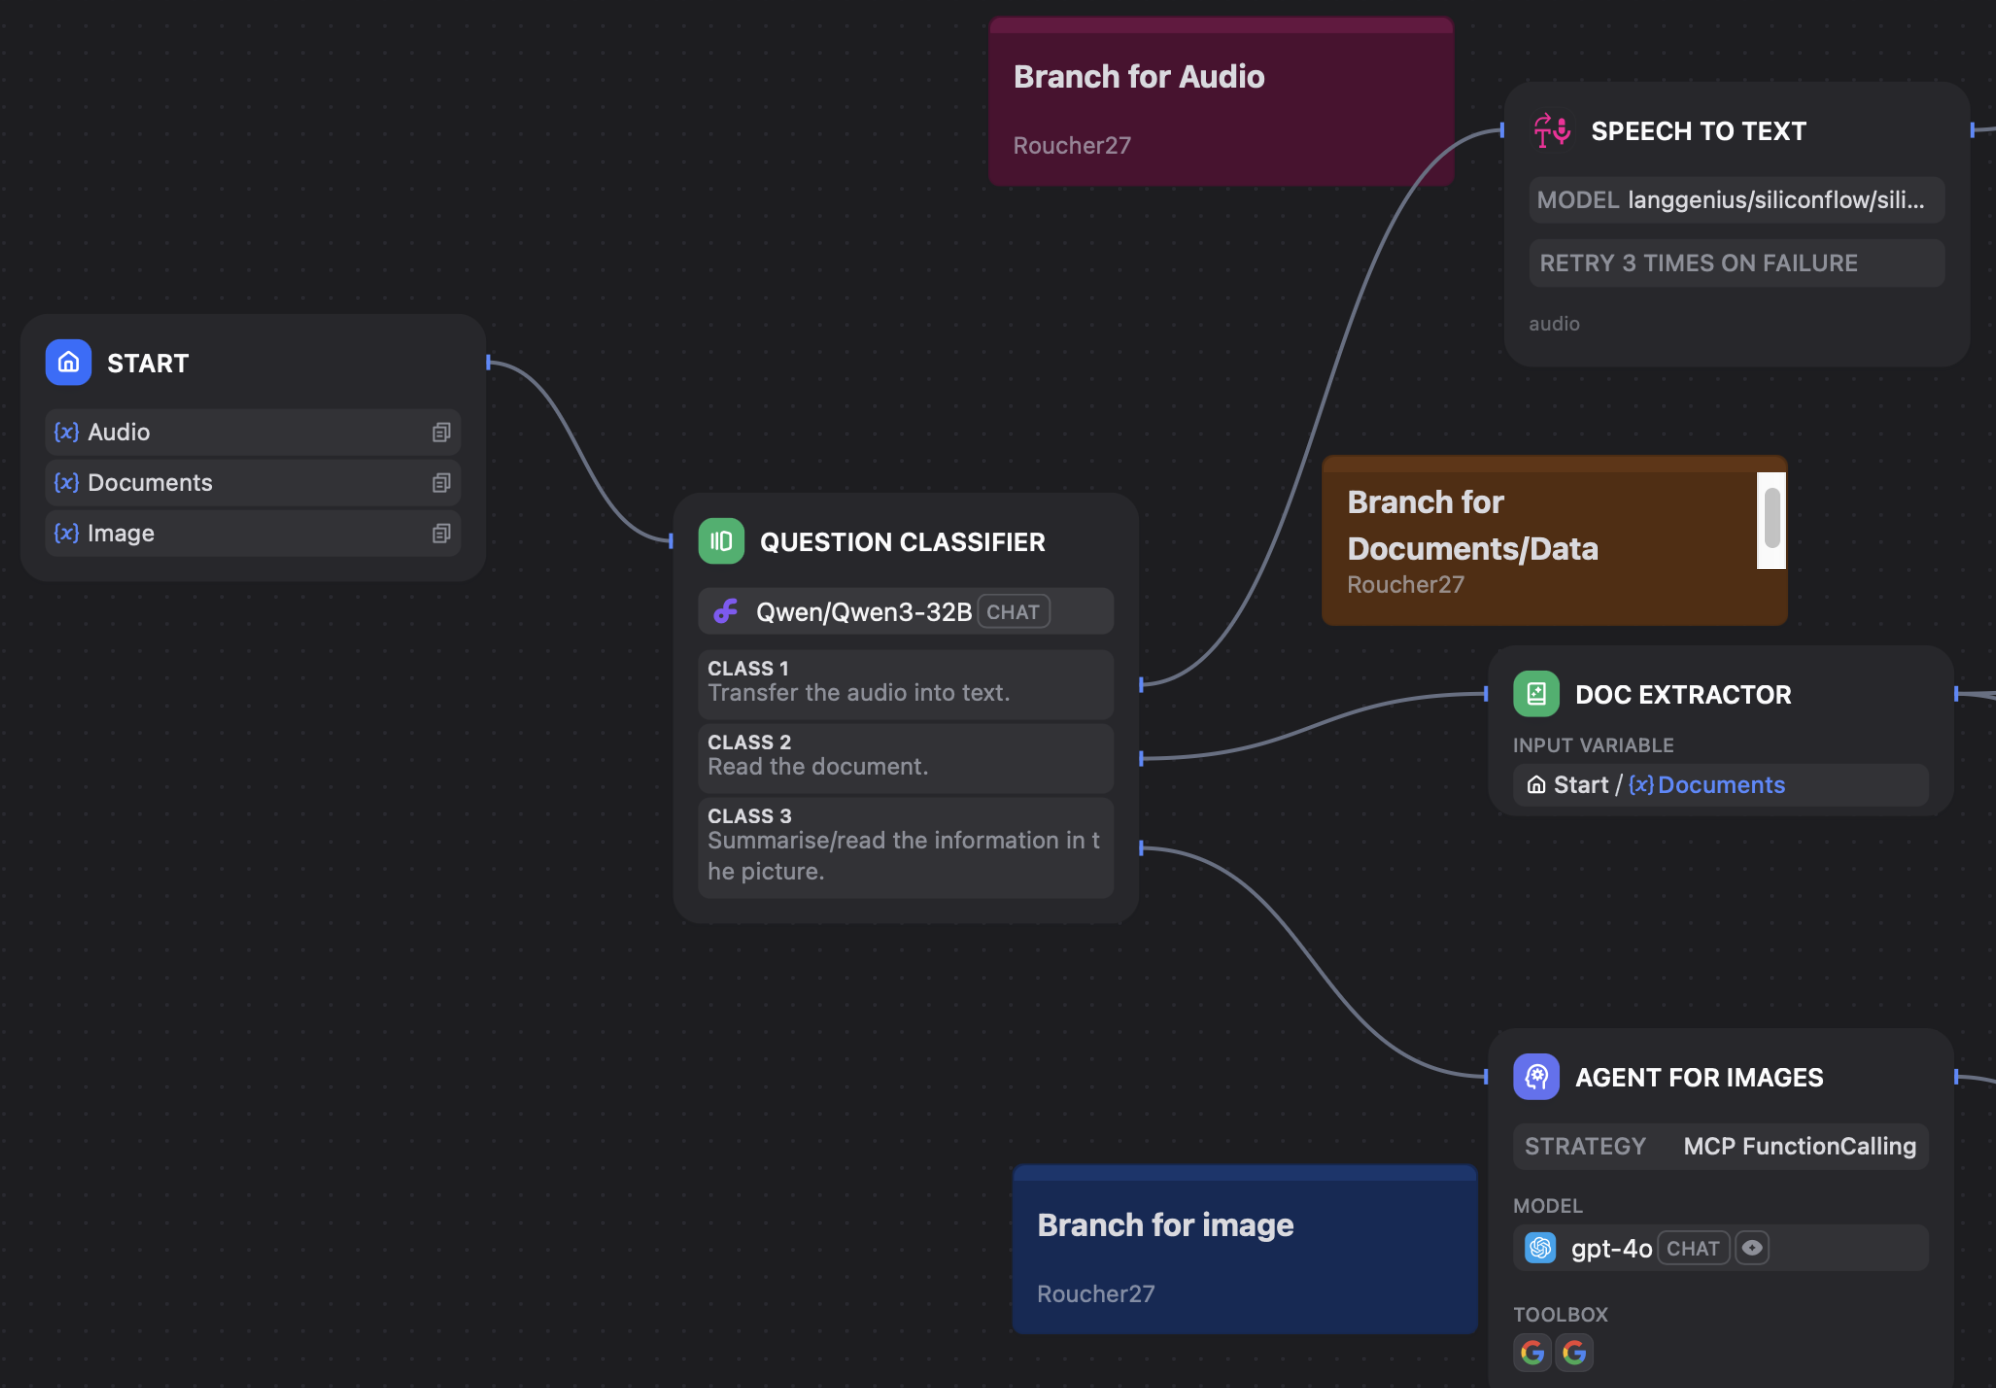 Branch for Audio
Roucher27
SPEECH TO TEXT
MODEL langgenius/siliconflow/sili...
RETRY 3 TIMES ON FAILURE
audio
START
{x} Audio
{x} Documents
{x} Image
QUESTION CLASSIFIER
Qwen/Qwen3-32B CHAT
CLASS 1
Transfer the audio into text.
CLASS 2
Read the document.
CLASS 3
Summarise/read the information in t
he picture.
Branch for
Documents/Data
Roucher27
DOC EXTRACTOR
INPUT VARIABLE
Start / {x} Documents
AGENT FOR IMAGES
STRATEGY MCP FunctionCalling
MODEL
gpt-4o CHAT
TOOLBOX
Branch for image
Roucher27